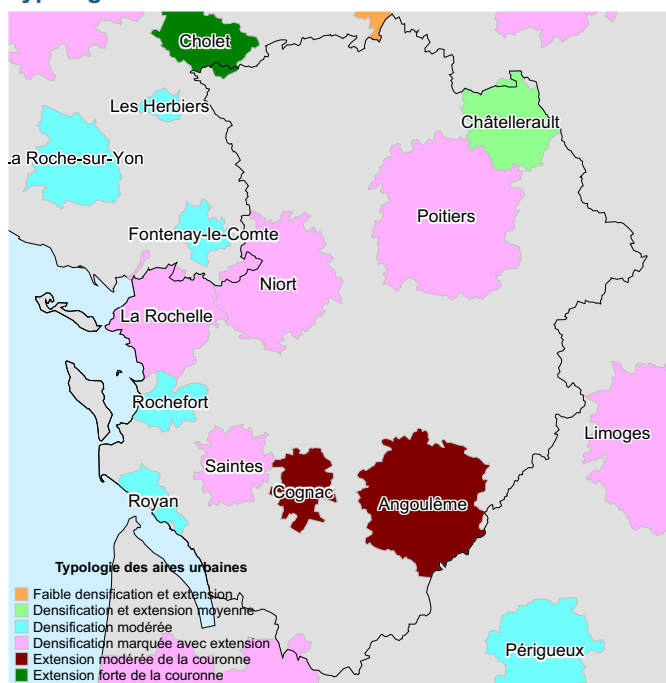 Cholet
Les Herbiers
Châtellerault
La Roche-sur-Yon
Poitiers
Fontenay-le-Comte
Niort
La Rochelle
Rochefort
Limoges
Saintes
Cognac
Royan
Angoulême
Typologie des aires urbaines
Faible densification et extension
Densification et extension moyenne
Densification modérée
Densification marquée avec extension
Extension modérée de la couronne
Extension forte de la couronne
Périgueux